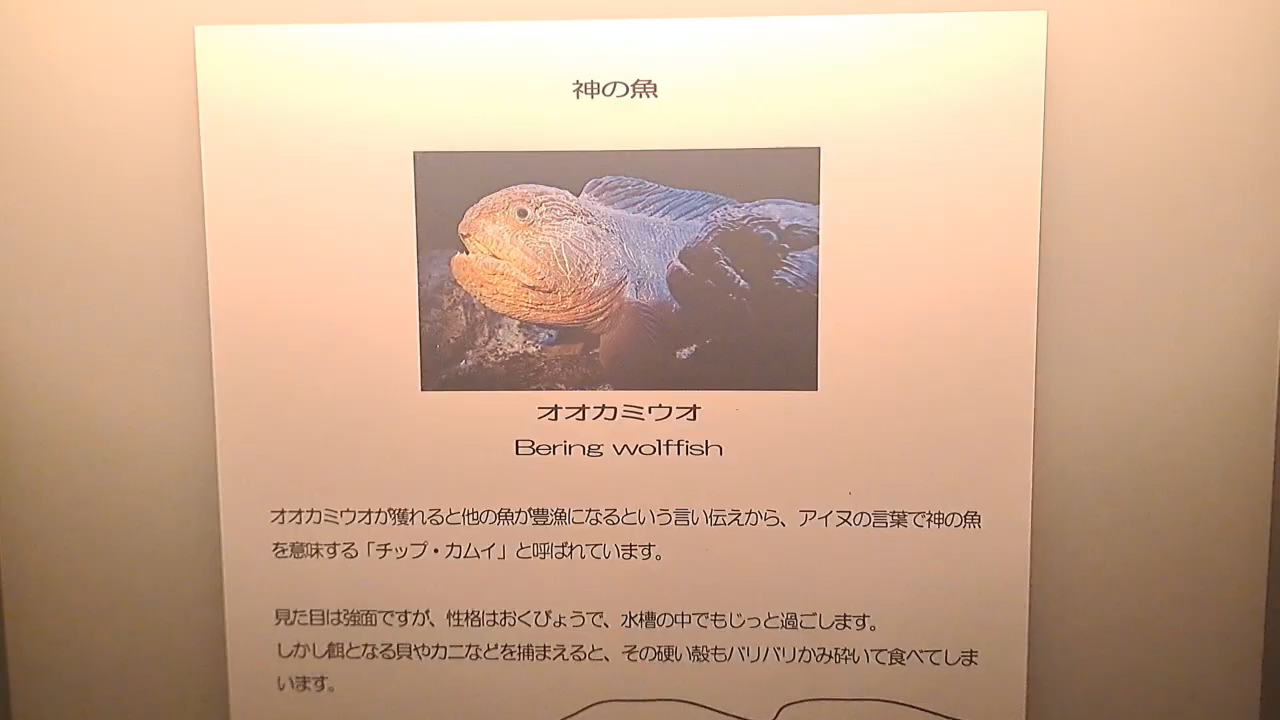 神の魚
オオカミウオ
Bering wolffish
オオカミウオが獲れると他の魚が豊漁になるという言い伝えから、アイヌの言葉で神の魚
を意味する「チップ・カムイ」と呼ばれています。
見た目は強面ですが、性格はおくびょうで、水槽の中でもじっと過ごします。
しかし餌となる貝やカニなどを捕まえると、その硬い殻もバリバリかみ砕いて食べてしま
います。